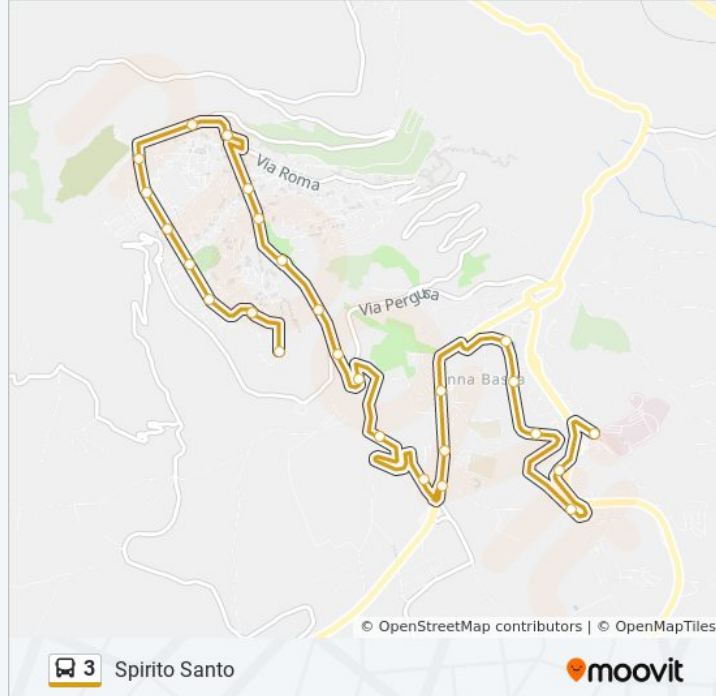 Via Roma
Via Pergusa
nna Bassa
© OpenStreetMap contributors | © OpenMapTiles
3 Spirito Santo
moovit